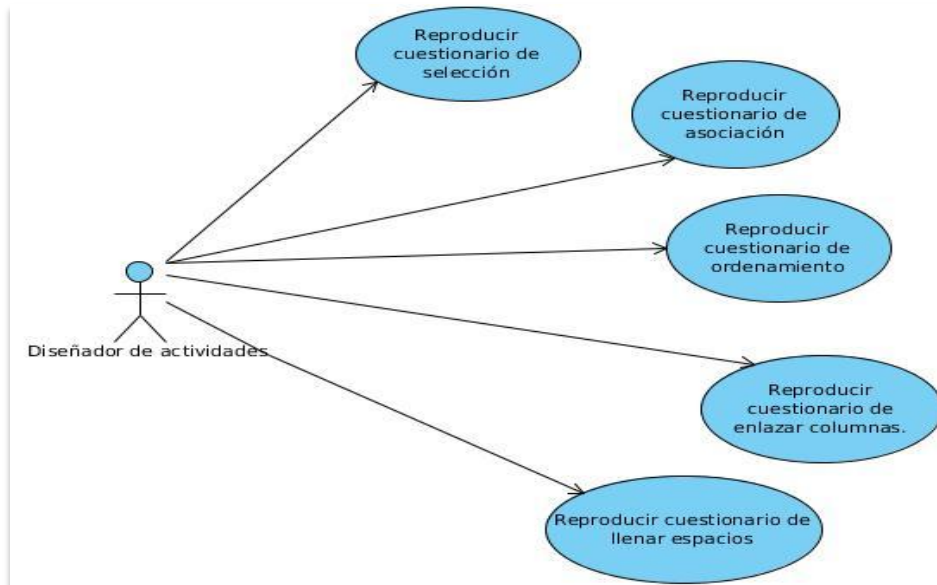 Reproducir
cuestionario de
selección
Reproducir
cuestionario de
asociación
Reproducir
cuestionario de
ordenamiento
Diseñador de actividades
Reproducir
cuestionario de
enlazar columnas.
Reproducir cuestionario de
llenar espacios